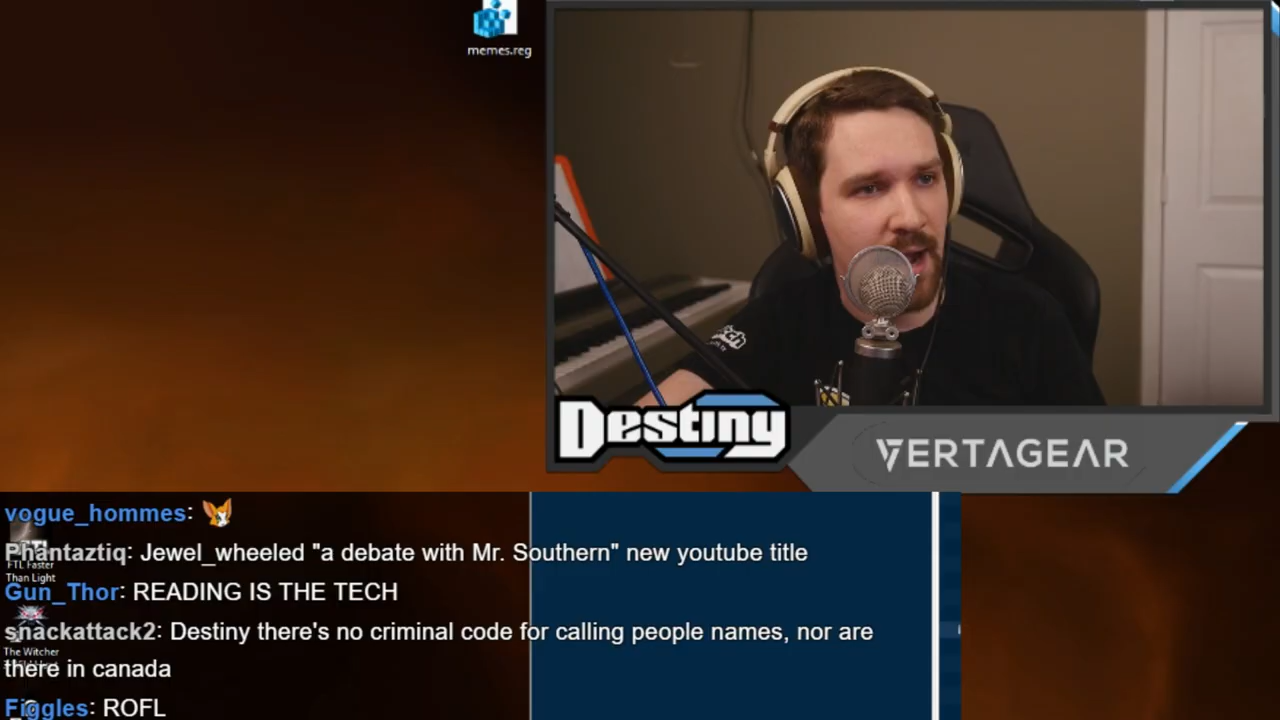 memes.reg
Destiny
VERTAGEAR
vogue_hommes:
Phantaztiq: Jewel_wheeled "a debate with Mr. Southern" new youtube title
FTL Faster
Than Light
Gun_Thor: READING IS THE TECH
snackattack2: Destiny there's no criminal code for calling people names, nor are
The Witcher
there in canada
Figgles: ROFL